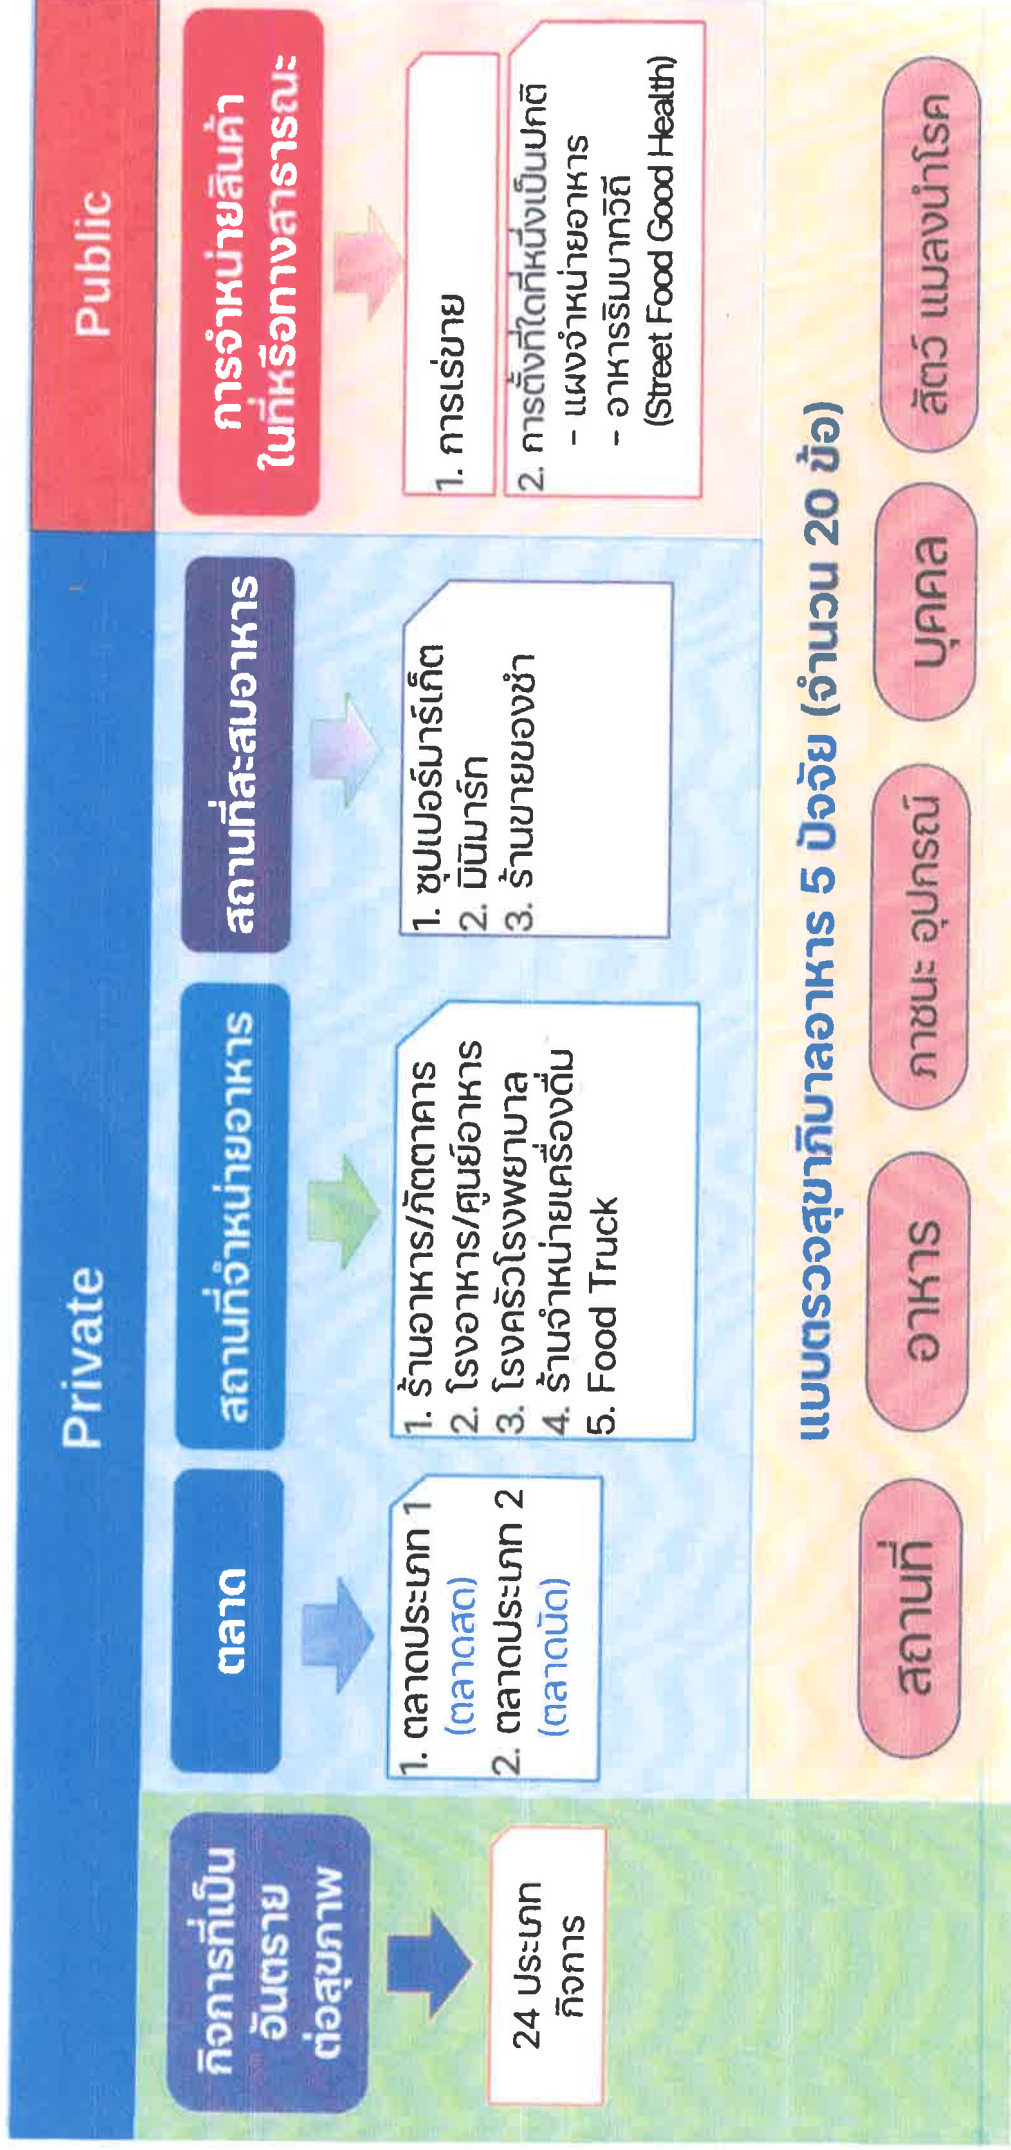 Private
Public
กิจการที่เป็น
อันตราย
ต่อสุขภาพ
24 ประเภท
กิจการ
ตลาด
1. ตลาดประเภท 1
(ตลาดสด)
2. ตลาดประเภท 2
(ตลาดนัด)
สถานที่จำหน่ายอาหาร
1. ร้านอาหาร/ภัตตาคาร
2. โรงอาหาร/ศูนย์อาหาร
3. โรงครัวโรงพยาบาล
4. ร้านจำหน่ายเครื่องดื่ม
5. Food Truck
สถานที่สะสมอาหาร
1. ซุปเปอร์มาร์เก็ต
2. มินิมาร์ท
3. ร้านขายของชำ
การจำหน่ายสินค้า
ในที่หรือทางสาธารณะ
1. การเร่ขาย
2. การตั้งที่ใดที่หนึ่งเป็นปกติ
- แผงจำหน่ายอาหาร
- อาหารริมบาทวิถี
(Street Food Good Health)
แบบตรวจสุขาภิบาลอาหาร 5 ปัจจัย (จำนวน 20 ข้อ)
สถานที่
อาหาร
ภาชนะ อุปกรณ์
บุคคล
สัตว์ แมลงนำโรค